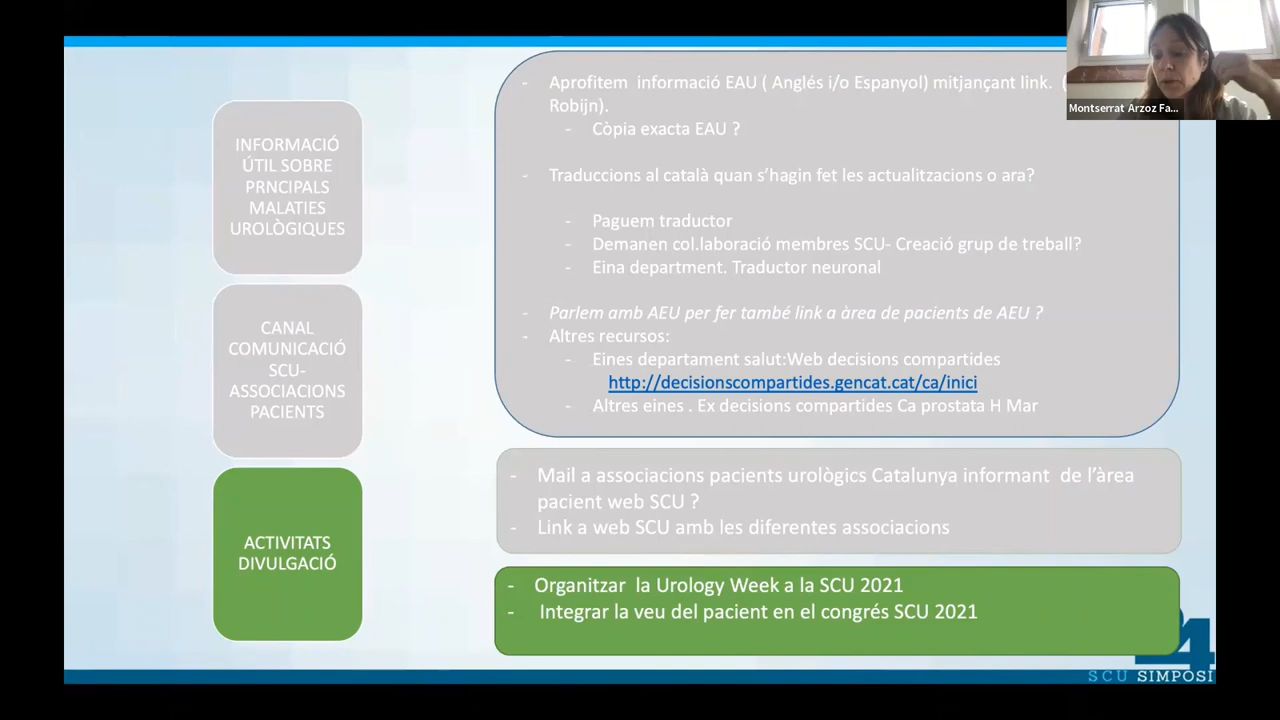 INFORMACIÓ
ÚTIL SOBRE
PRNCIPALS
MALATIES
UROLÒGIQUES
- Aprofitem informació EAU ( Anglés i/o Espanyol) mitjançant link. (
Robijn).
- Còpia exacta EAU ?
- Traduccions al català quan s'hagin fet les actualitzacions o ara?
- Paguem traductor
- Demanen col.laboració membres SCU- Creació grup de treball?
- Eina department. Traductor neuronal
- Parlem amb AEU per fer també link a àrea de pacients de AEU ?
- Altres recursos:
- Eines departament salut:Web decisions compartides
http://decisionscompartides.gencat.cat/ca/inici
- Altres eines . Ex decisions compartides Ca prostata H Mar
CANAL
COMUNICACIÓ
SCU-
ASSOCIACIONS
PACIENTS
- Mail a associacions pacients urològics Catalunya informant de l'àrea
pacient web SCU ?
- Link a web SCU amb les diferentes associacions
ACTIVITATS
DIVULGACIÓ
- Organitzar la Urology Week a la SCU 2021
- Integrar la veu del pacient en el congrés SCU 2021
SCU SIMPOSI
Montserrat Arzoz Fa...